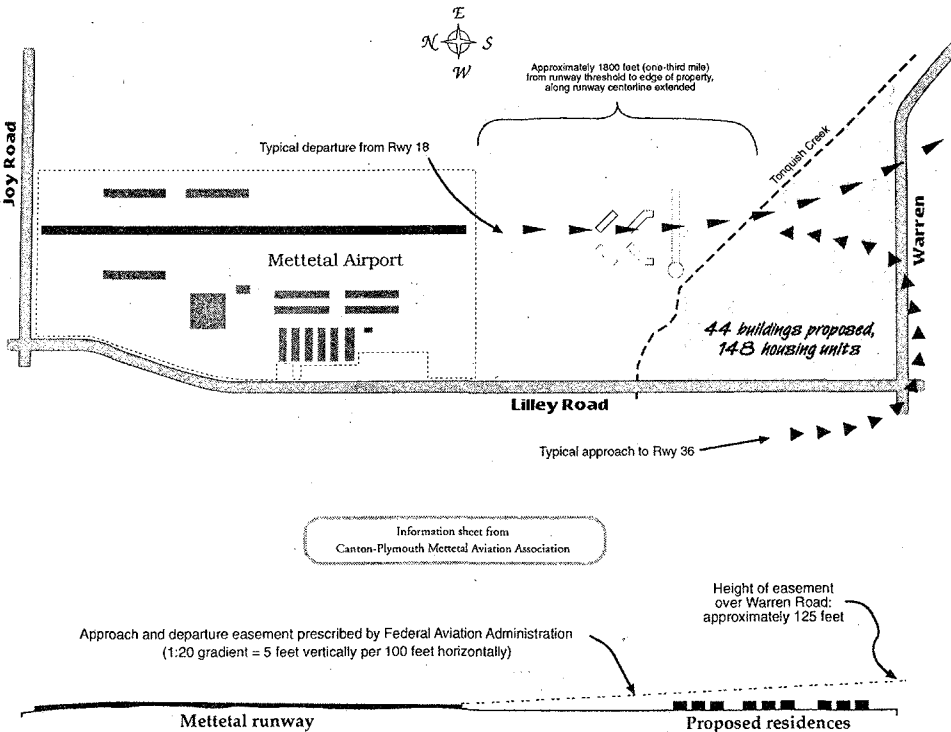 E
N S
W
Approximately 1800 feet (one-third mile)
from runway threshold to edge of property,
along runway centerline extended
Typical departure from Rwy 18
Joy Road
Tonquish Creek
Warren
Mettetal Airport
44 buildings proposed,
148 housing units
Lilley Road
Typical approach to Rwy 36
Information sheet from
Canton-Plymouth Mettetal Aviation Association
Height of easement
over Warren Road:
approximately 125 feet
Approach and departure easement prescribed by Federal Aviation Administration
(1:20 gradient = 5 feet vertically per 100 feet horizontally)
Mettetal runway
Proposed residences